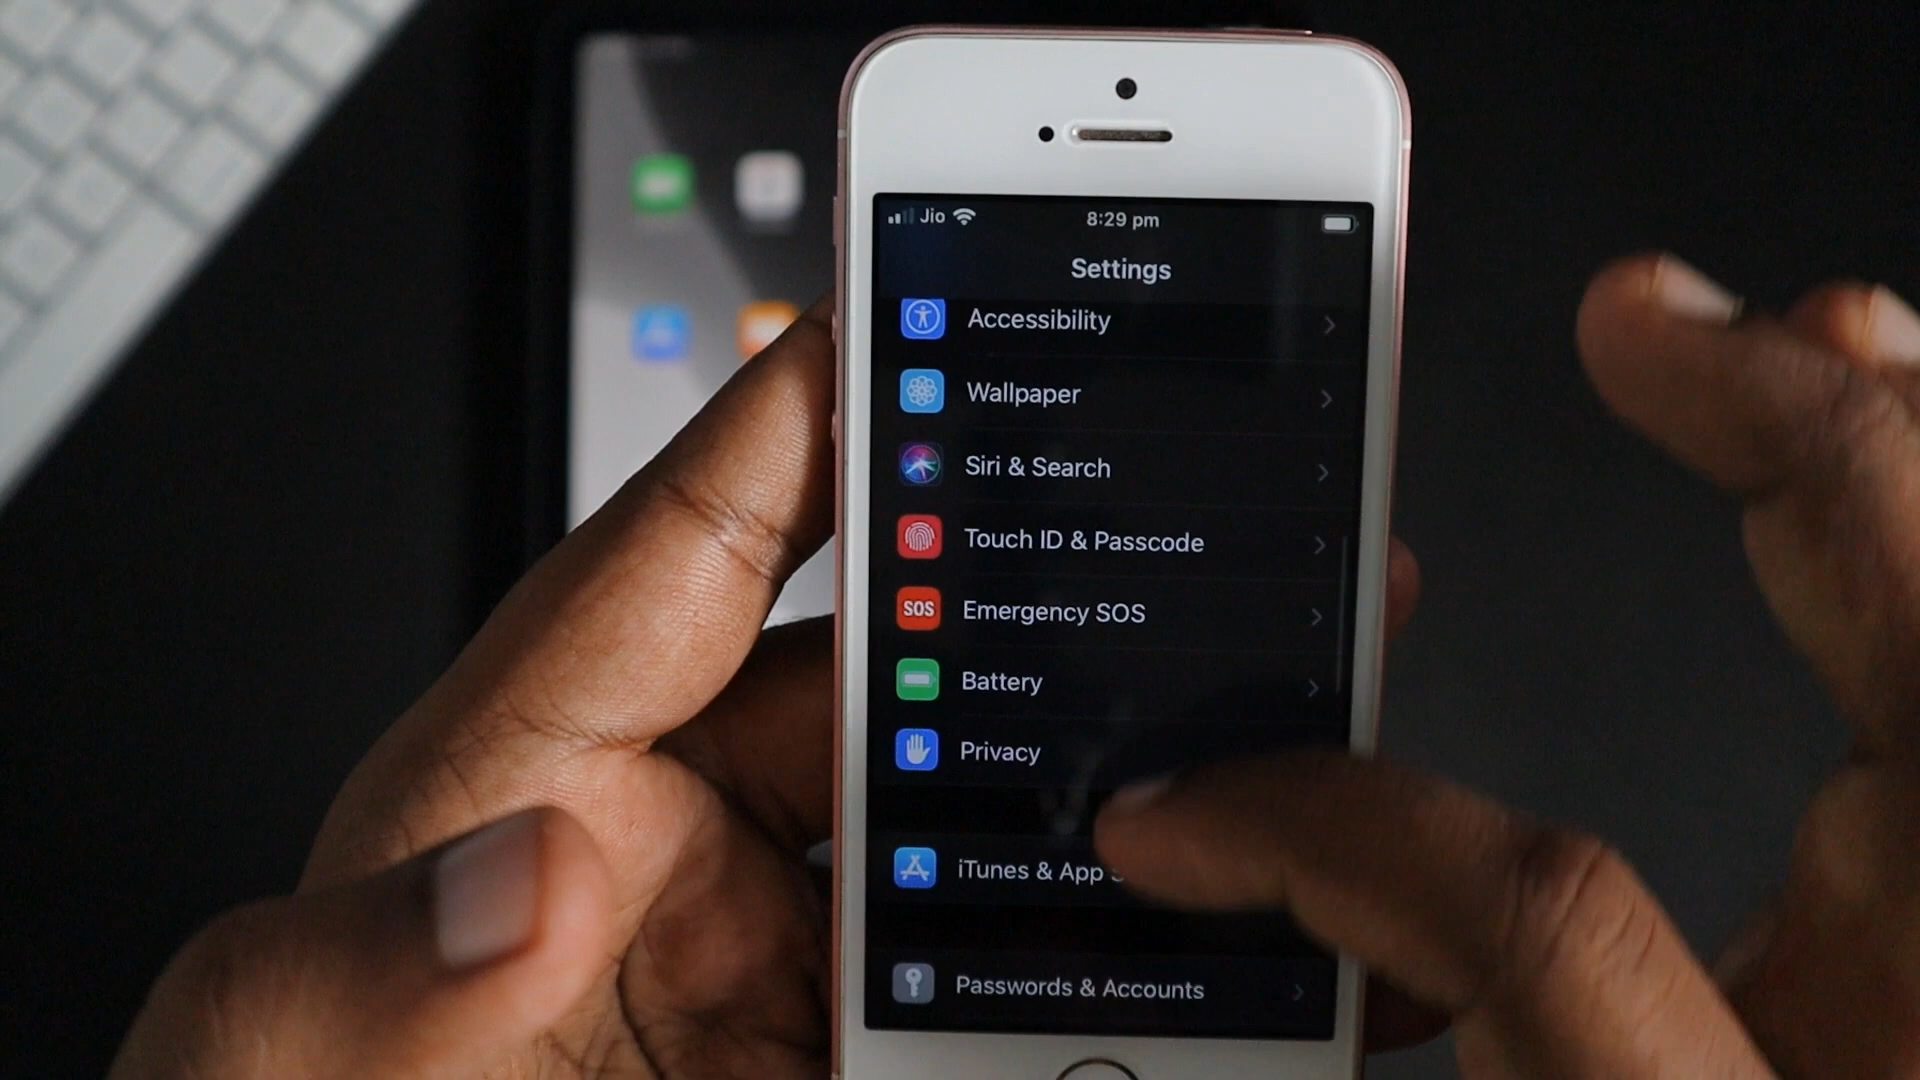 Jio 8:29 pm
Settings
Accessibility
Wallpaper
Siri & Search
Touch ID & Passcode
SOS Emergency SOS
Battery
Privacy
iTunes & App
Passwords & Accounts